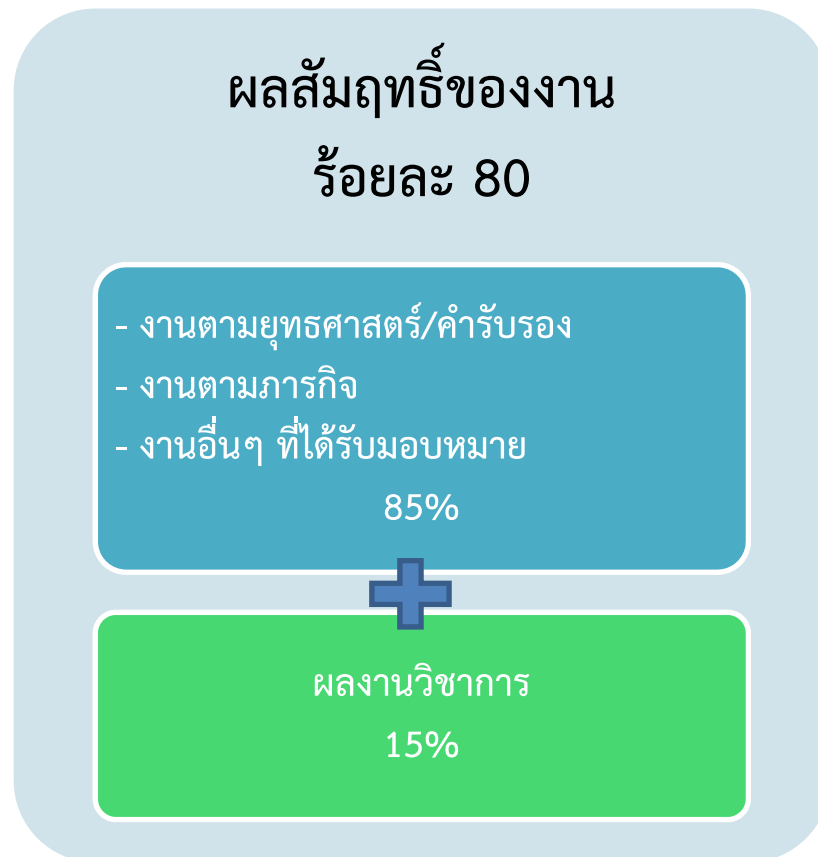 ผลสัมฤทธิ์ของงาน
ร้อยละ 80
- งานตามยุทธศาสตร์/คำรับรอง
- งานตามภารกิจ
- งานอื่นๆ ที่ได้รับมอบหมาย
85%
ผลงานวิชาการ
15%